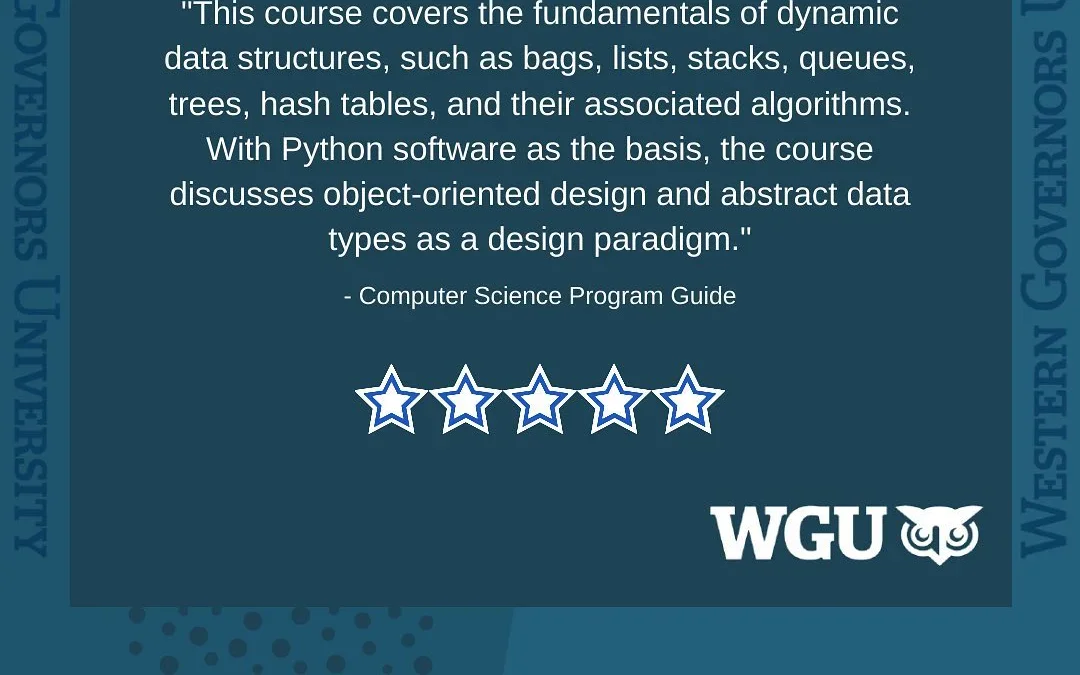 "This course covers the fundamentals of dynamic
data structures, such as bags, lists, stacks, queues,
trees, hash tables, and their associated algorithms.
With Python software as the basis, the course
discusses object-oriented design and abstract data
types as a design paradigm."
- Computer Science Program Guide
WGU
GOVERNORS UNIVERSITY
WESTERN GOVERNORS U